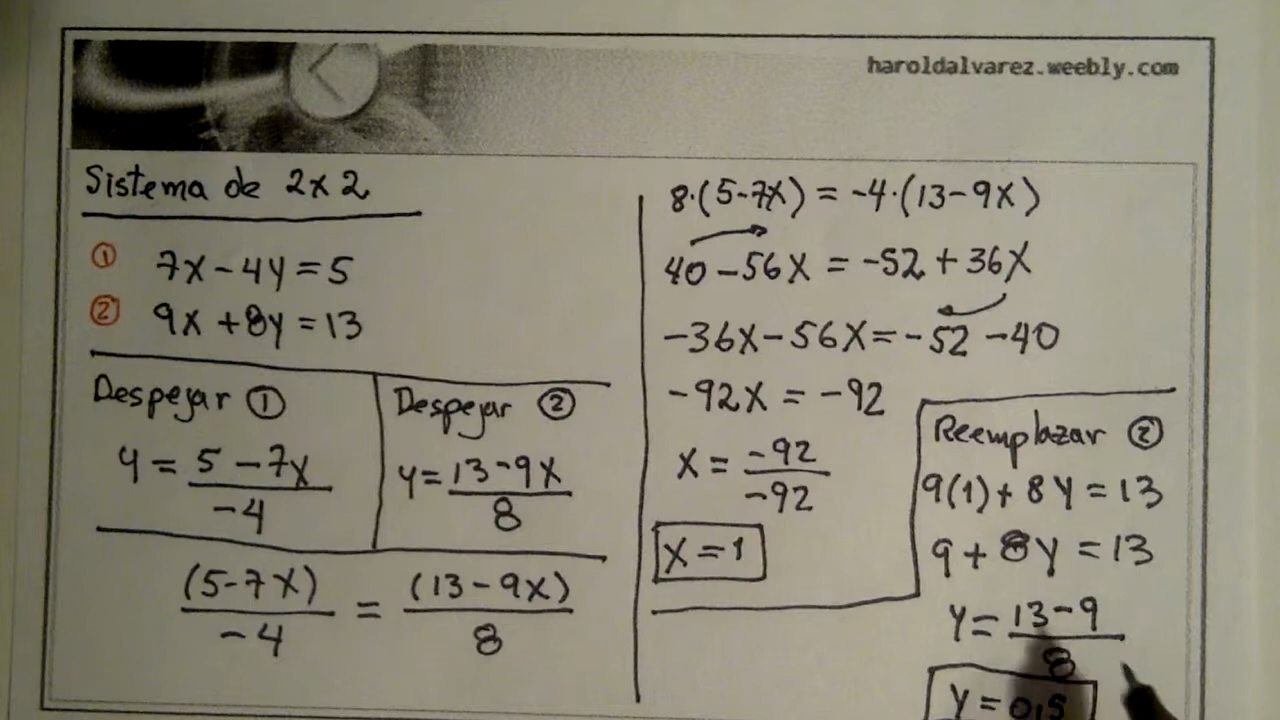 haroldalvarez.weebly.com
Sistema de 2x2
① 7x-4y=5
② 9x+8y=13
Despejar ①
y = 5-7x / -4
Despejar ②
y = 13-9x / 8
(5-7x) / -4 = (13-9x) / 8
8·(5-7x) = -4·(13-9x)
40-56x = -52+36x
-36x-56x = -52-40
-92x = -92
x = -92 / -92
x = 1
Reemplazar ②
9(1)+8y=13
9+8y=13
y = 13-9 / 8
y = 0,5